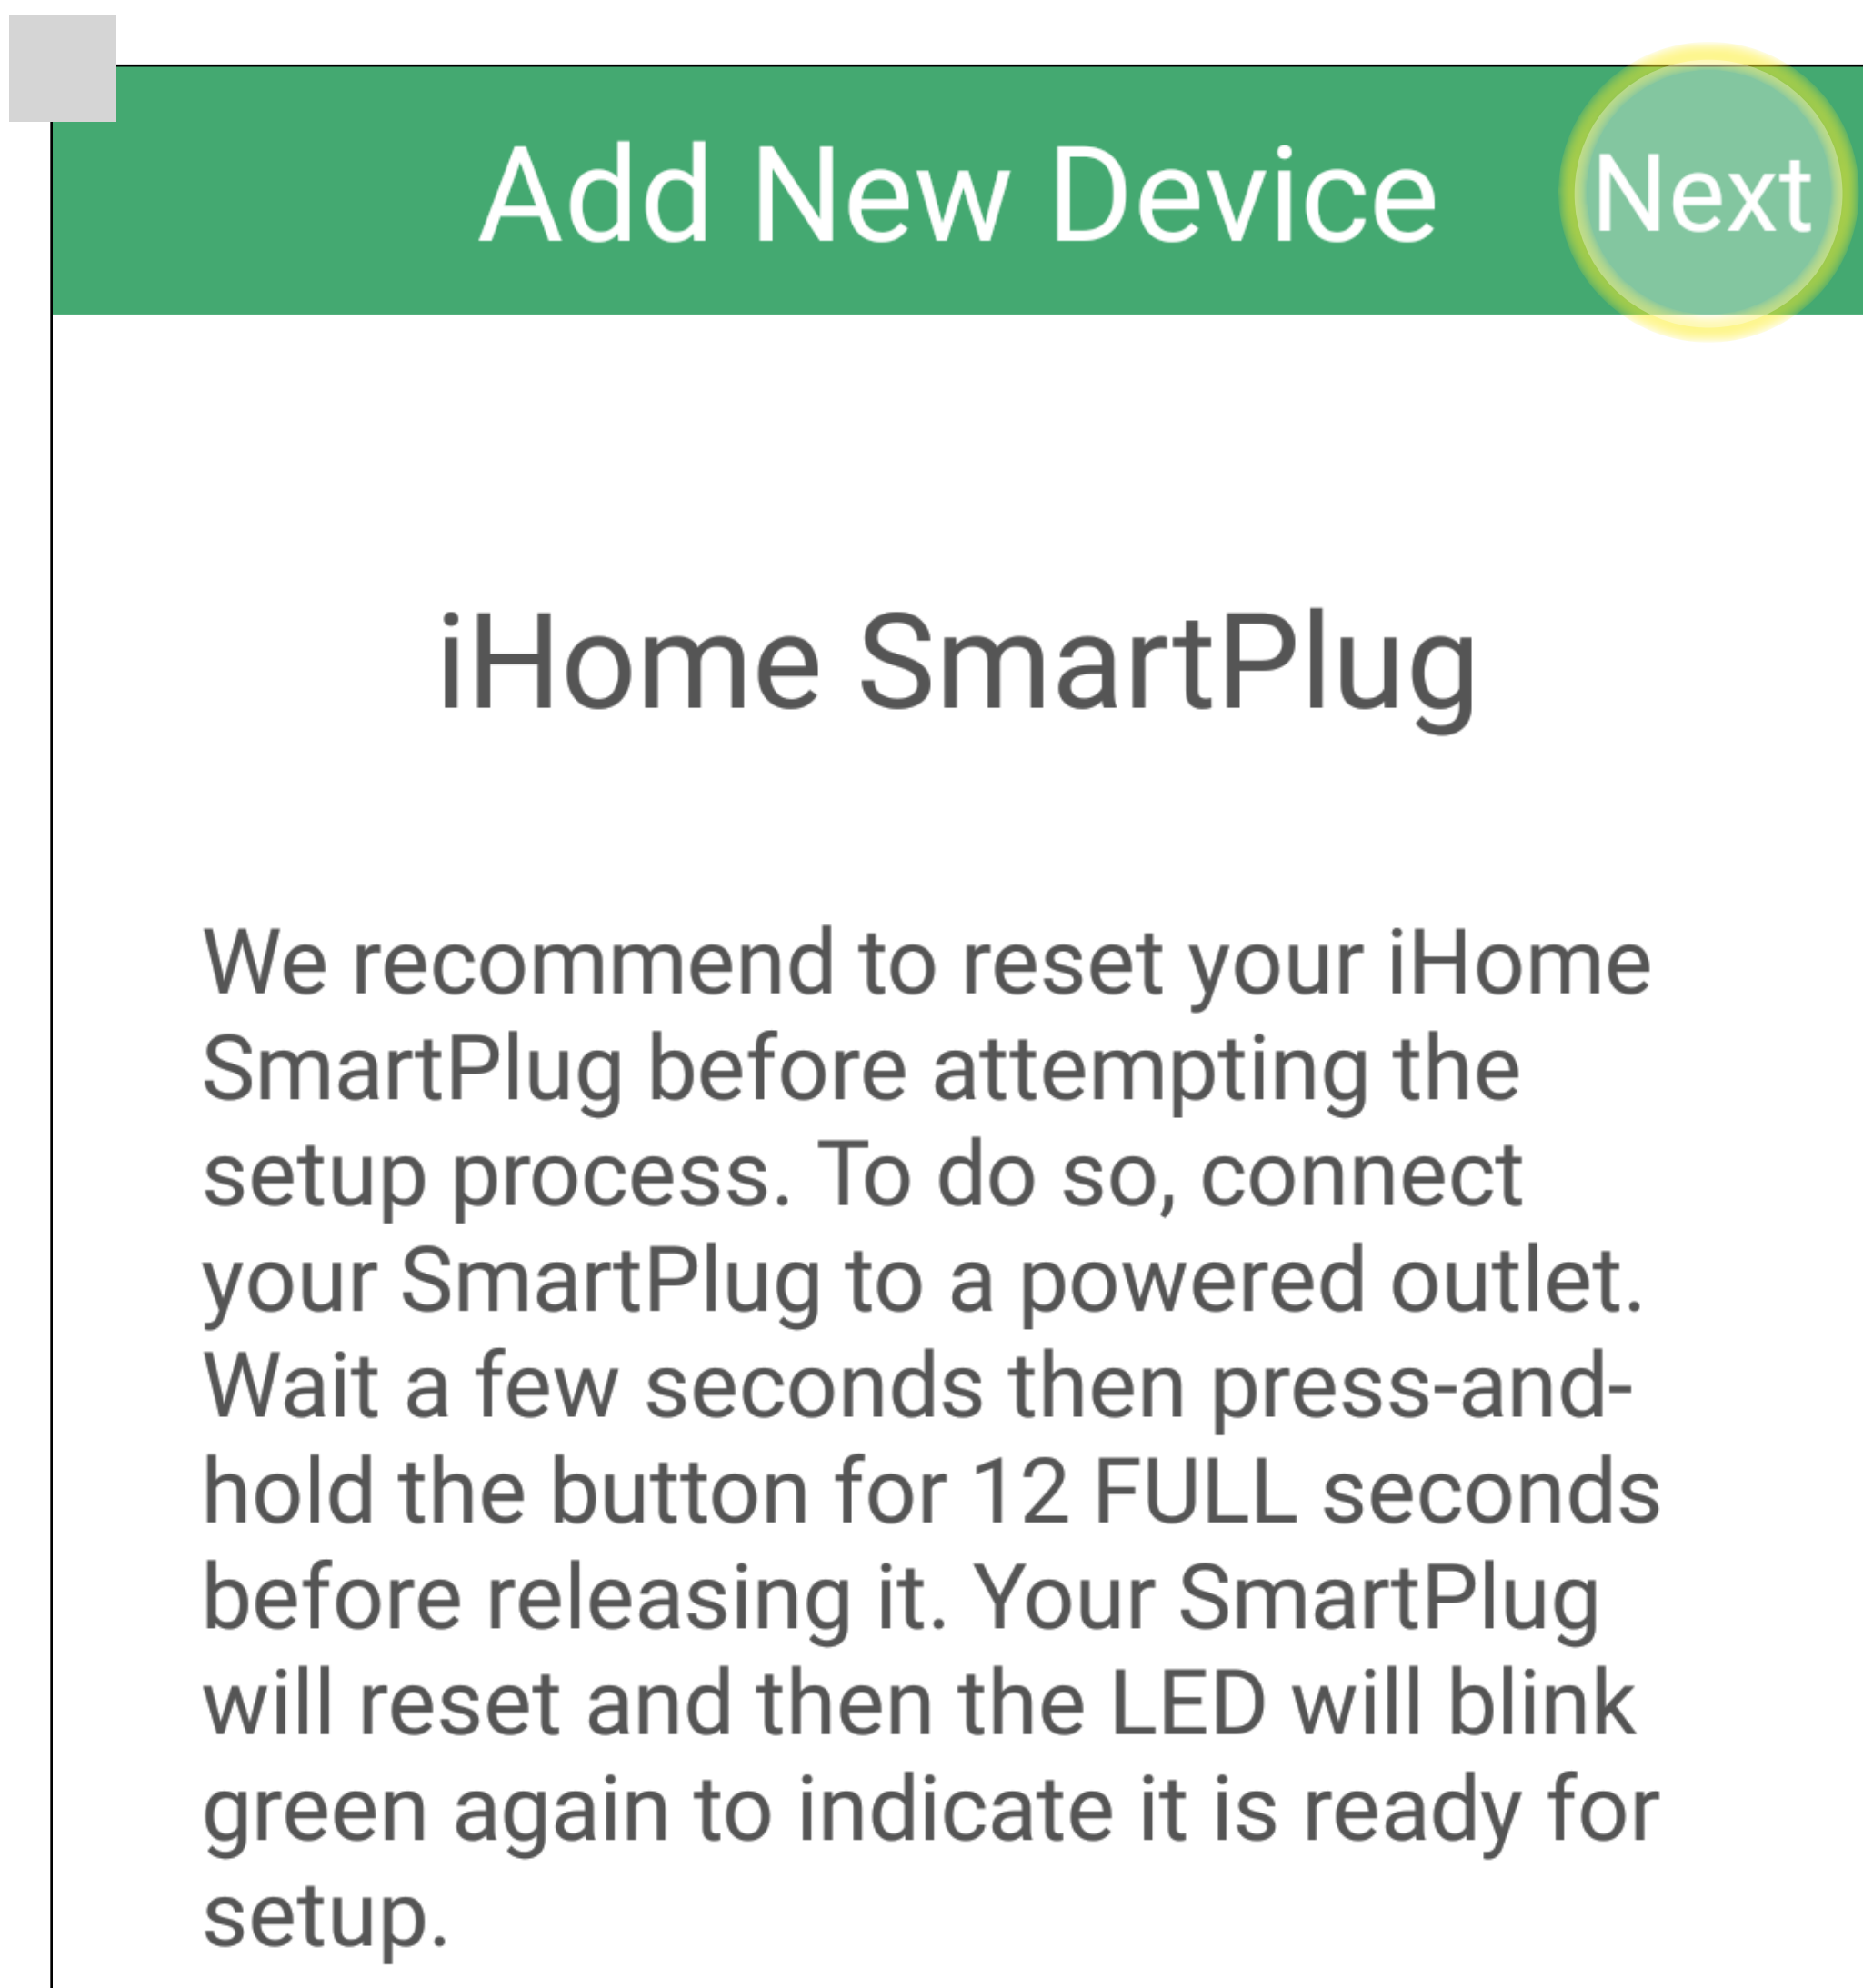 Add New Device
Next
iHome SmartPlug
We recommend to reset your iHome
SmartPlug before attempting the
setup process. To do so, connect
your SmartPlug to a powered outlet.
Wait a few seconds then press-and-
hold the button for 12 FULL seconds
before releasing it. Your SmartPlug
will reset and then the LED will blink
green again to indicate it is ready for
setup.